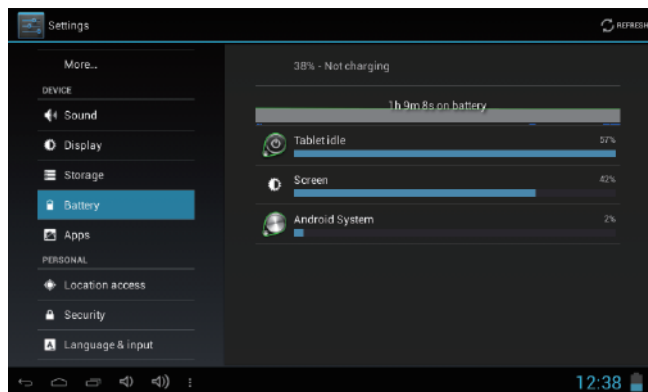 Settings
REFRESH
More...
DEVICE
Sound
Display
Storage
Battery
Apps
PERSONAL
Location access
Security
Language & input
38% - Not charging
1h 9m 8s on battery
Tablet idle
57%
Screen
42%
Android System
2%
A
12:38